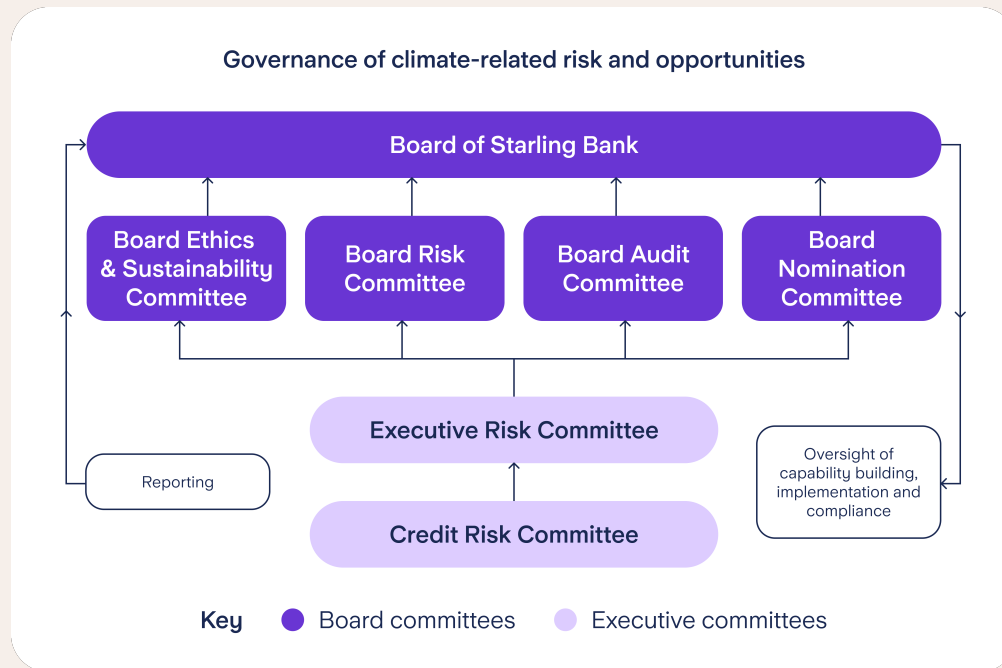 Governance of climate-related risk and opportunities
Board of Starling Bank
Board Ethics
& Sustainability
Committee
Board Risk
Committee
Board Audit
Committee
Board
Nomination
Committee
Executive Risk Committee
Reporting
Oversight of
capability building,
implementation and
compliance
Credit Risk Committee
Key
Board committees
Executive committees